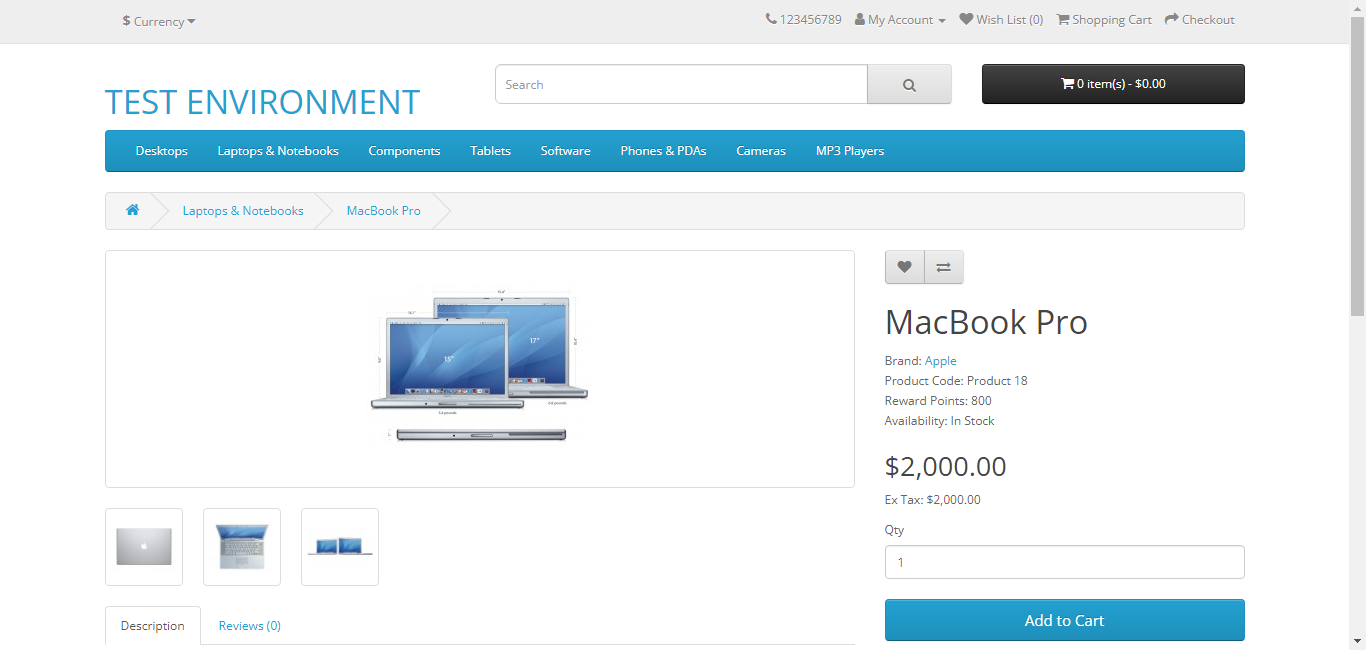 $ Currency
123456789 My Account Wish List (0) Shopping Cart Checkout
TEST ENVIRONMENT
Search
0 item(s) - $0.00
Desktops Laptops & Notebooks Components Tablets Software Phones & PDAs Cameras MP3 Players
Laptops & Notebooks MacBook Pro
15"
17"
MacBook Pro
Brand: Apple
Product Code: Product 18
Reward Points: 800
Availability: In Stock
$2,000.00
Ex Tax: $2,000.00
Qty
1
Add to Cart
Description Reviews (0)